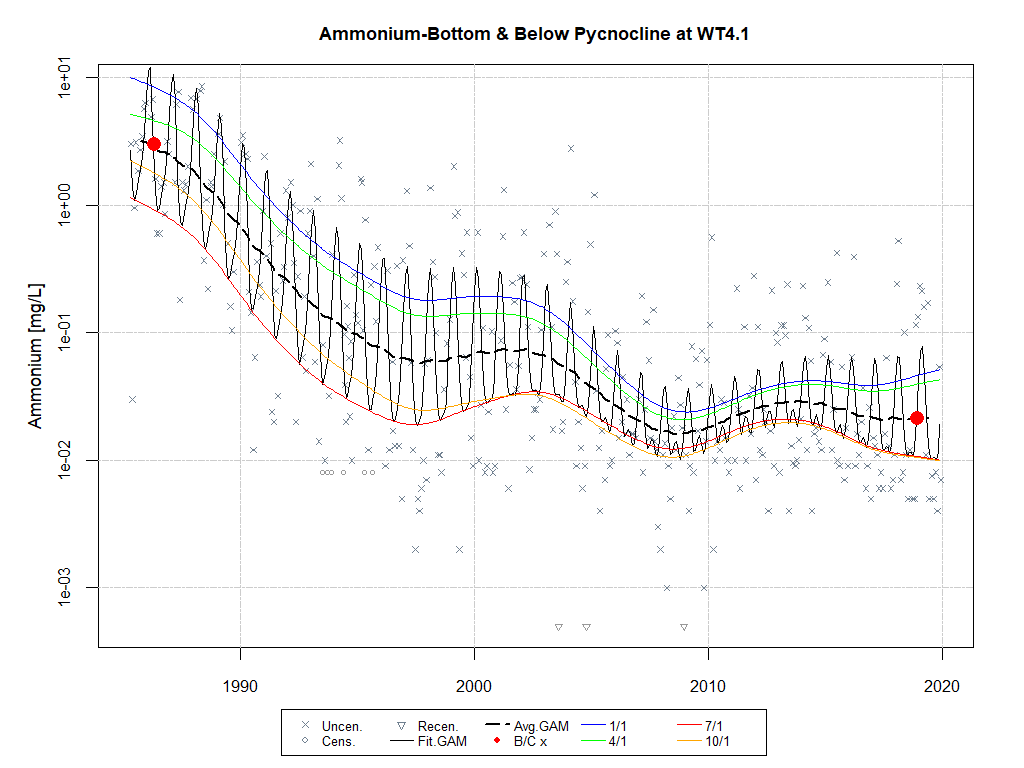 Ammonium-Bottom & Below Pycnocline at WT4.1
Ammonium [mg/L]
1e+01
1e+00
1e-01
1e-02
1e-03
1990 2000 2010 2020
Uncen. Recen. Avg.GAM 1/1 7/1
Cens. Fit.GAM B/C x 4/1 10/1